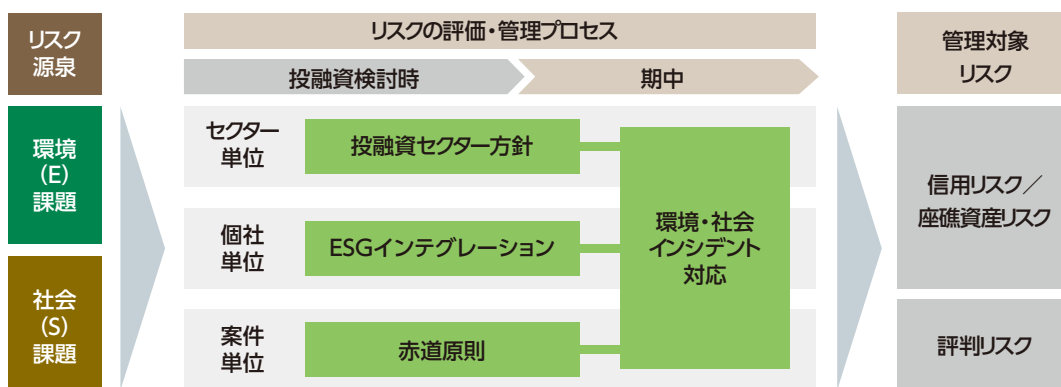 リスク
源泉
リスクの評価・管理プロセス
管理対象
リスク
投融資検討時
期中
環境
(E)
課題
社会
(S)
課題
セクター
単位
投融資セクター方針
個社
単位
ESGインテグレーション
案件
単位
赤道原則
環境・社会
インシデント
対応
信用リスク／
座礁資産リスク
評判リスク